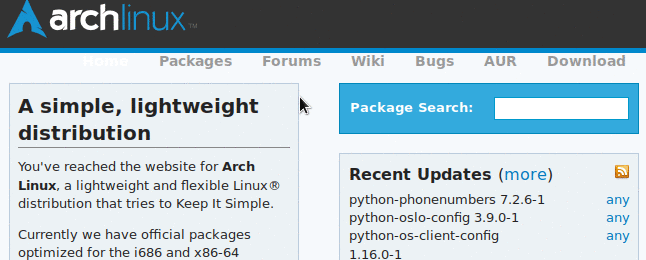 archlinux™
Home Packages Forums Wiki Bugs AUR Download
A simple, lightweight
distribution
You've reached the website for Arch
Linux, a lightweight and flexible Linux®
distribution that tries to Keep It Simple.
Currently we have official packages
optimized for the i686 and x86-64
Package Search:
Recent Updates (more)
python-phonenumbers 7.2.6-1 any
python-oslo-config 3.9.0-1 any
python-os-client-config any
1.16.0-1